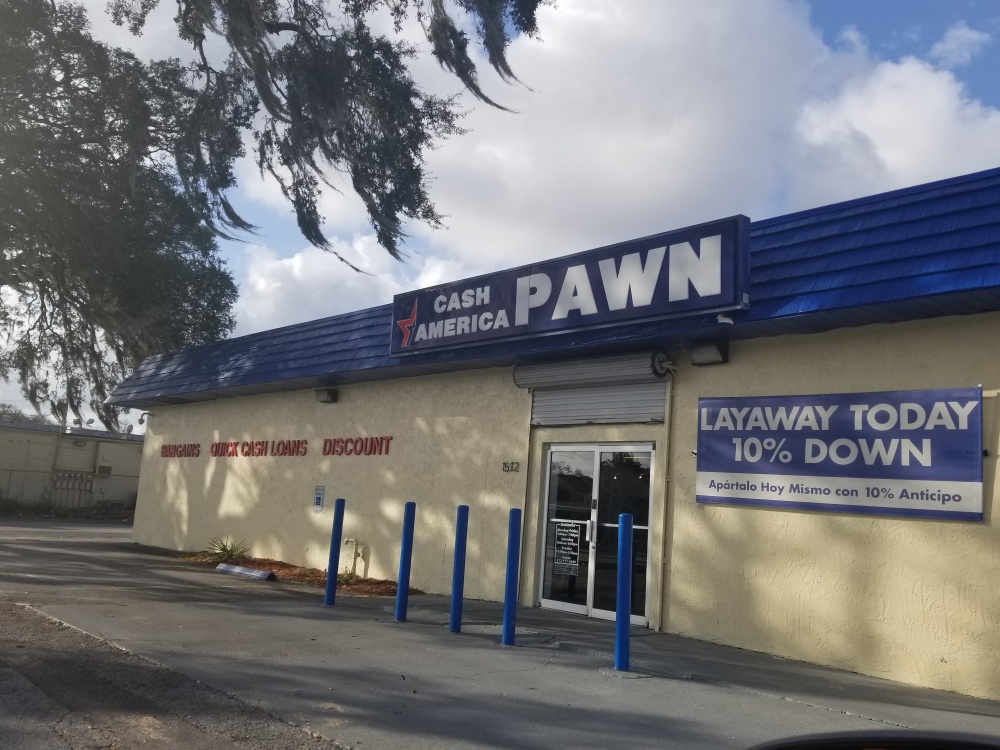 CASH
AMERICA
PAWN
BARGAINS QUICK CASH LOANS DISCOUNT
1512
LAYAWAY TODAY
10% DOWN
Apártalo Hoy Mismo con 10% Anticipo